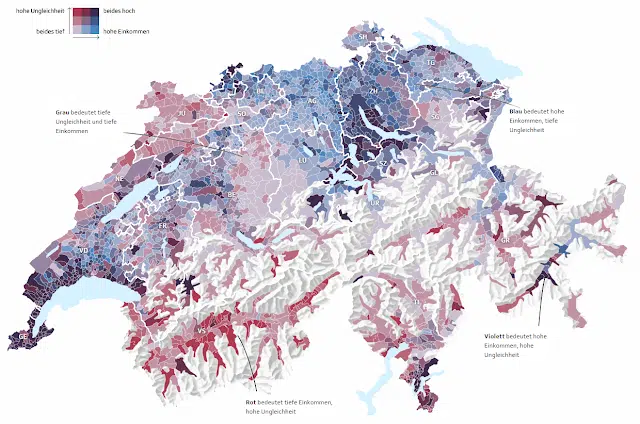 hohe Ungleichheit
beides hoch
beides tief
hohe Einkommen
SH
TG
BL
AG
ZH
JU
SO
SG
Grau bedeutet tiefe
Ungleichheit und tiefe
Einkommen
Blau bedeutet hohe
Einkommen, tiefe
Ungleichheit
LU
SZ
GL
NE
BE
UR
FR
VD
GR
TI
VS
GE
Violett bedeutet hohe
Einkommen, hohe
Ungleichheit
Rot bedeutet tiefe Einkommen,
hohe Ungleichheit